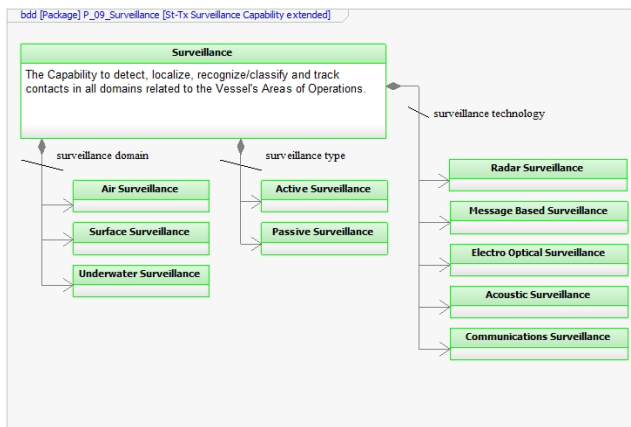 bdd [Package] P_09_Surveillance [St-Tx Surveillance Capability extended]
Surveillance
The Capability to detect, localize, recognize/classify and track
contacts in all domains related to the Vessel's Areas of Operations.
surveillance technology
surveillance domain
surveillance type
Air Surveillance
Surface Surveillance
Underwater Surveillance
Active Surveillance
Passive Surveillance
Radar Surveillance
Message Based Surveillance
Electro Optical Surveillance
Acoustic Surveillance
Communications Surveillance